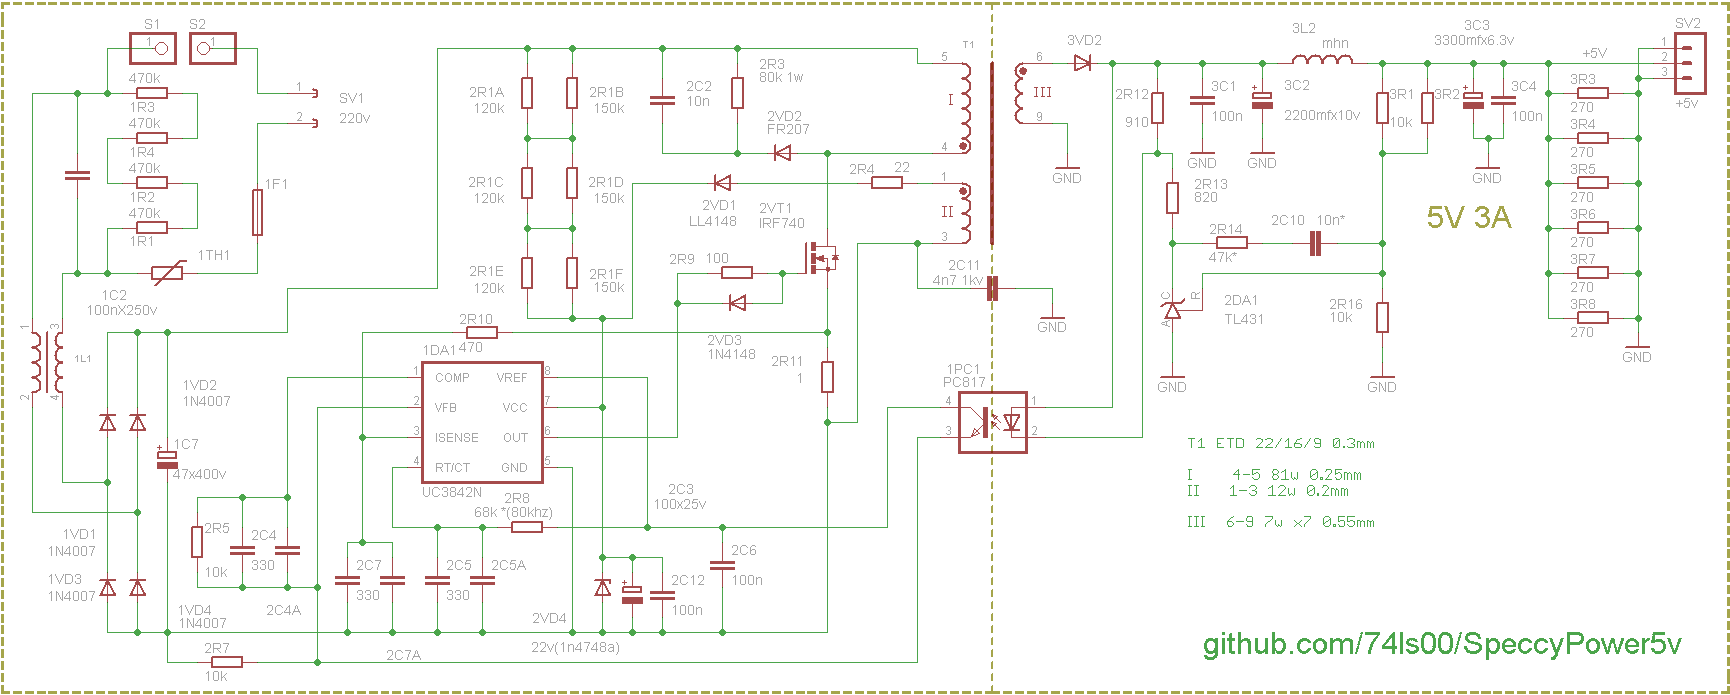 S1
S2
1
1
470k
1R3
470k
1R4
470k
1R2
470k
1R1
1
SV1
2
220v
1F1
1TH1
1C2
100nX250v
1
3
1L1
2
4
1VD2
1N4007
1C7
47x400v
1VD1
1N4007
1VD3
1N4007
1VD4
1N4007
2R5
10k
2C4
330
2C4A
2R7
10k
2R1A
120k
2R1B
150k
2R1C
120k
2R1D
150k
2R1E
120k
2R1F
150k
2C2
10n
2R3
80k 1w
2VD2
FR207
2VD1
LL4148
2VT1
IRF740
2R4
22
2R9
100
2VD3
1N4148
2R10
470
2R11
1
1DA1
1 COMP VREF 8
2 VFB VCC 7
3 ISENSE OUT 6
4 RT/CT GND 5
UC3842N
2R8
68k *(80khz)
2C3
100x25v
2C7
330
2C7A
2C5
330
2C5A
2VD4
22v(1n4748a)
2C12
100n
2C6
100n
T1
5
I
4
1
II
3
6
III
9
GND
2C11
4n7 1kv
GND
1PC1
PC817
4
3
1
2
3VD2
2R12
910
3C1
100n
GND
3C2
2200mfx10v
GND
3L2
mhn
3R1
10k
3R2
3C3
3300mfx6.3v
3C4
100n
GND
+5V
SV2
1
2
3
+5v
3R3
270
3R4
270
3R5
270
3R6
270
3R7
270
3R8
270
GND
2R13
820
2R14
47k*
2C10 10n*
C
R
A
2DA1
TL431
GND
2R16
10k
GND
5V 3A
T1 ETD 22/16/9 0.3mm
I 4-5 81w 0.25mm
II 1-3 12w 0.2mm
III 6-9 7w x7 0.55mm
github.com/74ls00/SpeccyPower5v